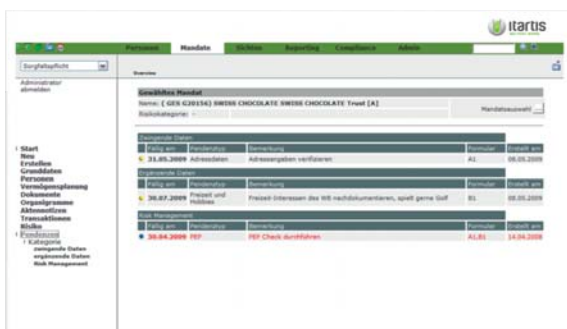 itartis
Personen Mandate Sichten Reporting Compliance Admin
Sorgfaltspflicht
Overview
Administrator
abmelden
Gewähltes Mandat
Name: ( GES G20156) SWISS CHOCOLATE SWISS CHOCOLATE Trust [A]
Mandatsauswahl
Risikokategorie: -
Zwingende Daten
Fällig am Pendenztyp Bemerkung Formular Erstellt am
31.05.2009 Adressdaten Adressangaben verifizieren A1 08.05.2009
Ergänzende Daten
Fällig am Pendenztyp Bemerkung Formular Erstellt am
30.07.2009 Freizeit und Hobbies Freizeit-Interessen des WB nachdokumentieren, spielt gerne Golf B1 08.05.2009
Risk Management
Fällig am Pendenztyp Bemerkung Formular Erstellt am
30.04.2009 PEP PEP Check durchführen A1,B1 14.04.2008
Start
Neu
Erstellen
Grunddaten
Personen
Vermögensplanung
Dokumente
Organigramme
Aktennotizen
Transaktionen
Risiko
Pendenzen
Kategorie
zwingende Daten
ergänzende Daten
Risk Management